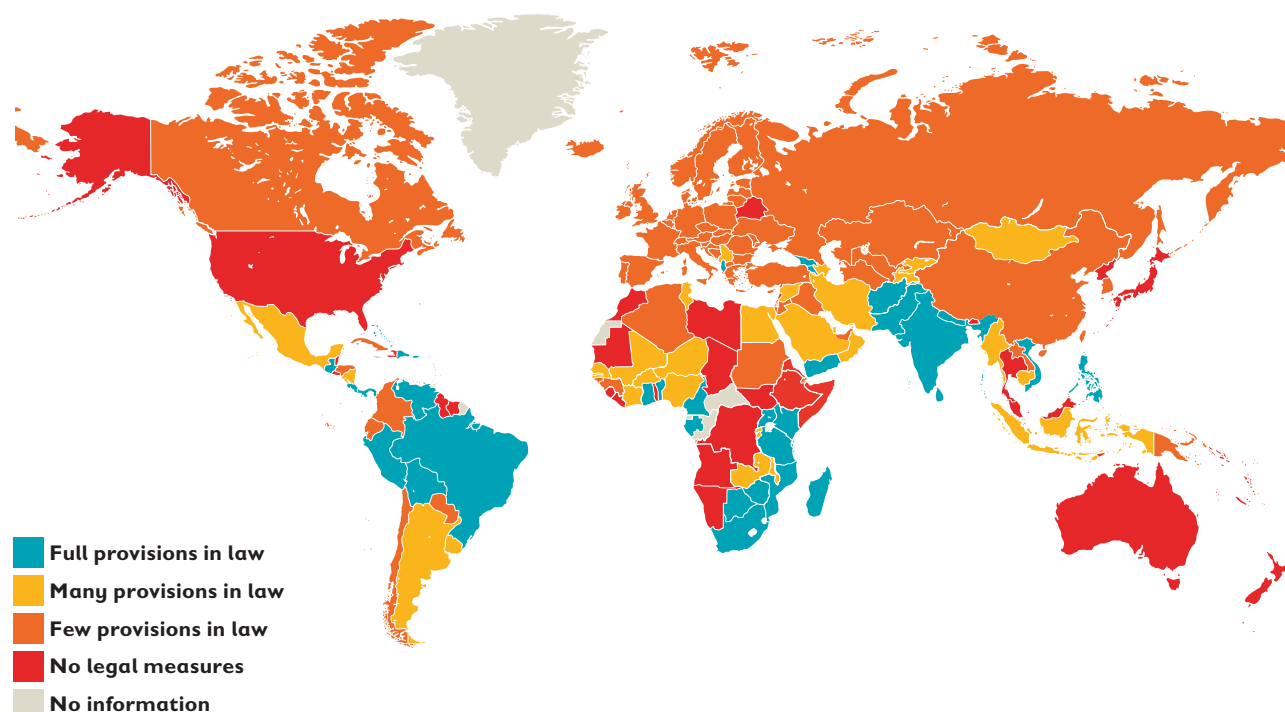 Full provisions in law
Many provisions in law
Few provisions in law
No legal measures
No information